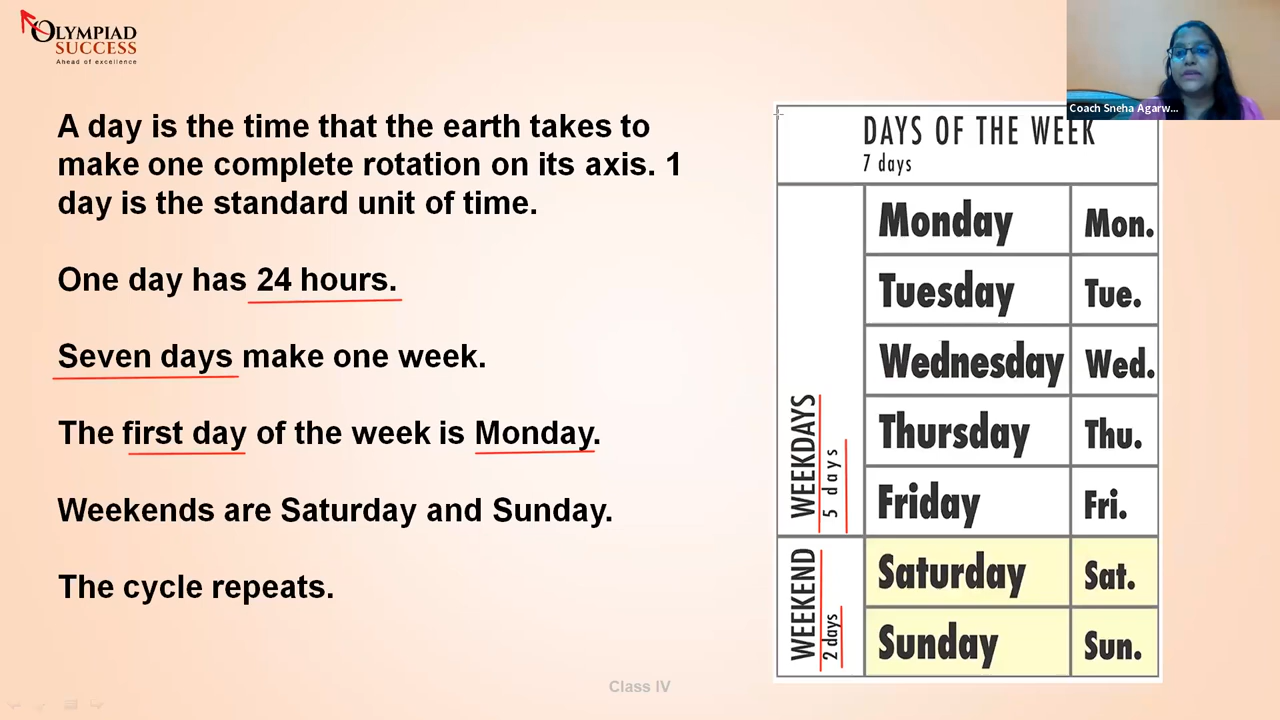 OLYMPIAD
SUCCESS
Ahead of excellence
A day is the time that the earth takes to
make one complete rotation on its axis. 1
day is the standard unit of time.
One day has 24 hours.
Seven days make one week.
The first day of the week is Monday.
Weekends are Saturday and Sunday.
The cycle repeats.
Coach Sneha Agarw...
DAYS OF THE WEEK
7 days
WEEKDAYS
5 days
Monday Mon.
Tuesday Tue.
Wednesday Wed.
Thursday Thu.
Friday Fri.
WEEKEND
2 days
Saturday Sat.
Sunday Sun.
Class IV